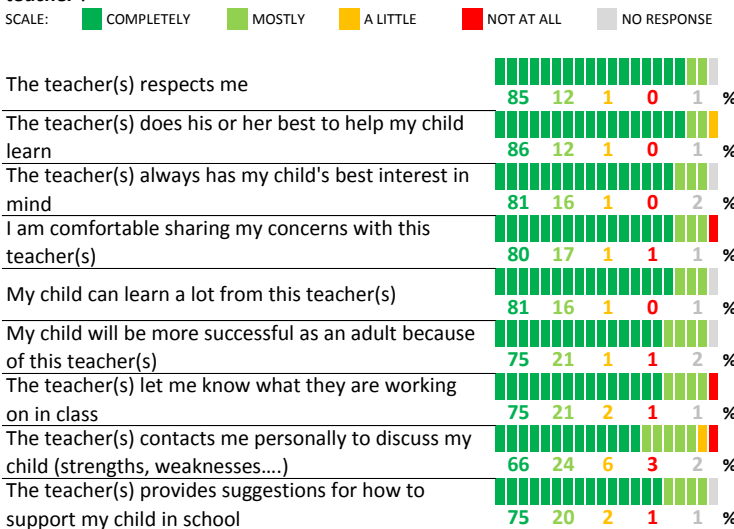 teacher?
SCALE: COMPLETELY MOSTLY A LITTLE NOT AT ALL NO RESPONSE
The teacher(s) respects me
85 12 1 0 1 %
The teacher(s) does his or her best to help my child
learn
86 12 1 0 1 %
The teacher(s) always has my child's best interest in
mind
81 16 1 0 2 %
I am comfortable sharing my concerns with this
teacher(s)
80 17 1 1 1 %
My child can learn a lot from this teacher(s)
81 16 1 0 1 %
My child will be more successful as an adult because
of this teacher(s)
75 21 1 1 2 %
The teacher(s) let me know what they are working
on in class
75 21 2 1 1 %
The teacher(s) contacts me personally to discuss my
child (strengths, weaknesses....)
66 24 6 3 2 %
The teacher(s) provides suggestions for how to
support my child in school
75 20 2 1 1 %